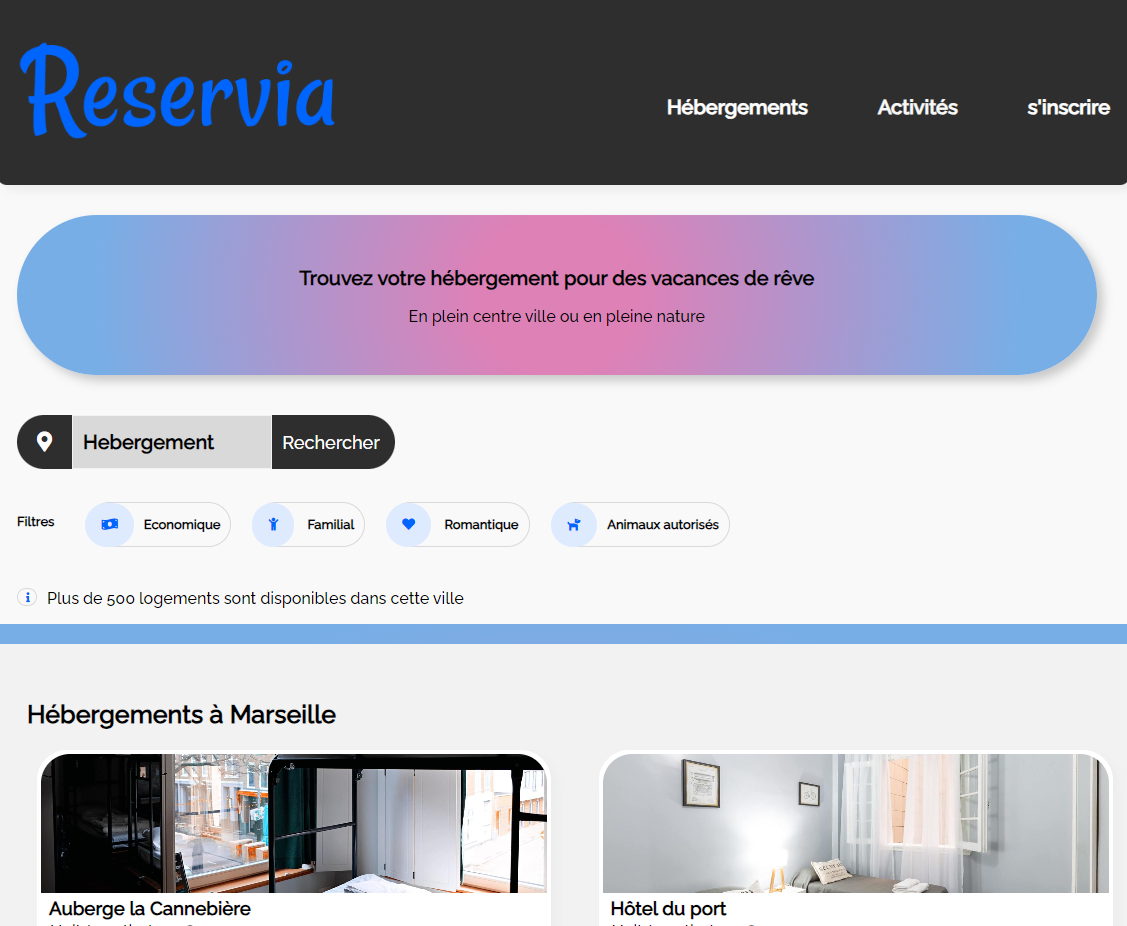 Reservia
Hébergements Activités s'inscrire
Trouvez votre hébergement pour des vacances de rêve
En plein centre ville ou en pleine nature
Hebergement Rechercher
Filtres Economique Familial Romantique Animaux autorisés
Plus de 500 logements sont disponibles dans cette ville
Hébergements à Marseille
Auberge la Cannebière Hôtel du port